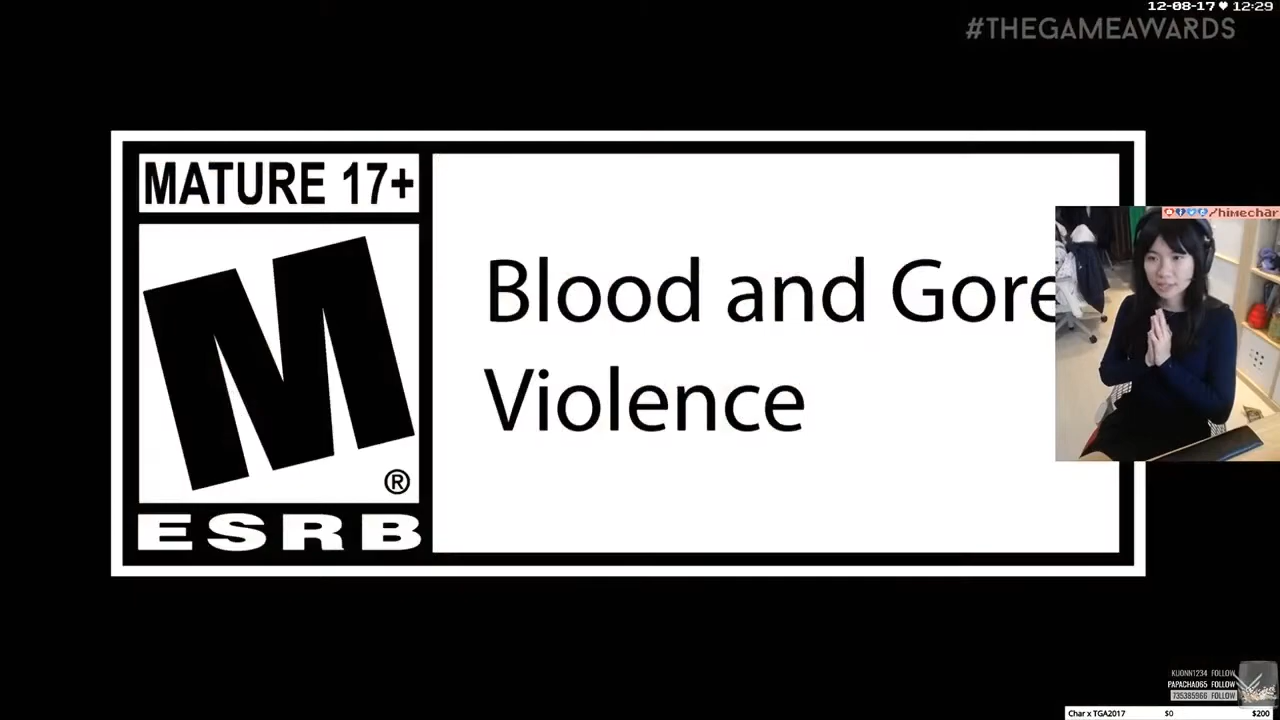 12-08-17 ♥ 12:29
#THEGAMEAWARDS
MATURE 17+
M
®
ESRB
Blood and Gore
Violence
/himechar
KUONN1234 FOLLOW
PAPACHAO65 FOLLOW
735385966 FOLLOW
Char x TGA2017 $0 $200